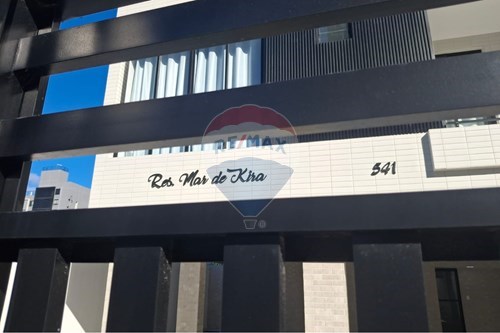 RE/MAX
Res. Mar de Kira 541